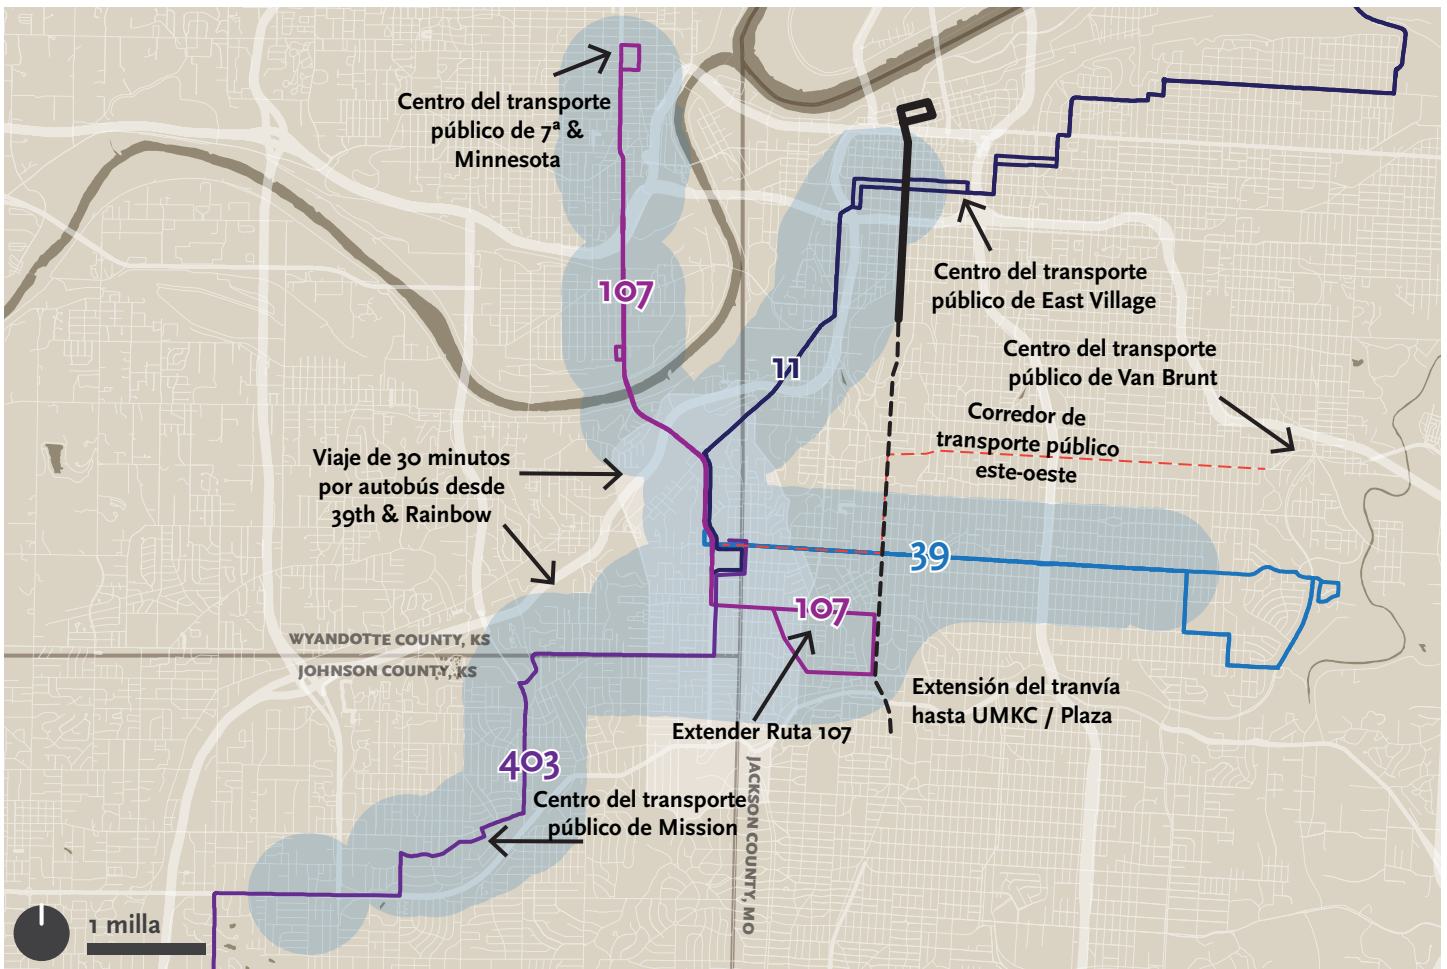 Centro del transporte
público de 7ª &
Minnesota
107
11
Centro del transporte
público de East Village
Centro del transporte
público de Van Brunt
Corredor de
transporte público
este-oeste
Viaje de 30 minutos
por autobús desde
39th & Rainbow
39
107
WYANDOTTE COUNTY, KS
JOHNSON COUNTY, KS
Extensión del tranvía
hasta UMKC / Plaza
Extender Ruta 107
403
Centro del transporte
público de Mission
JACKSON COUNTY, MO
1 milla